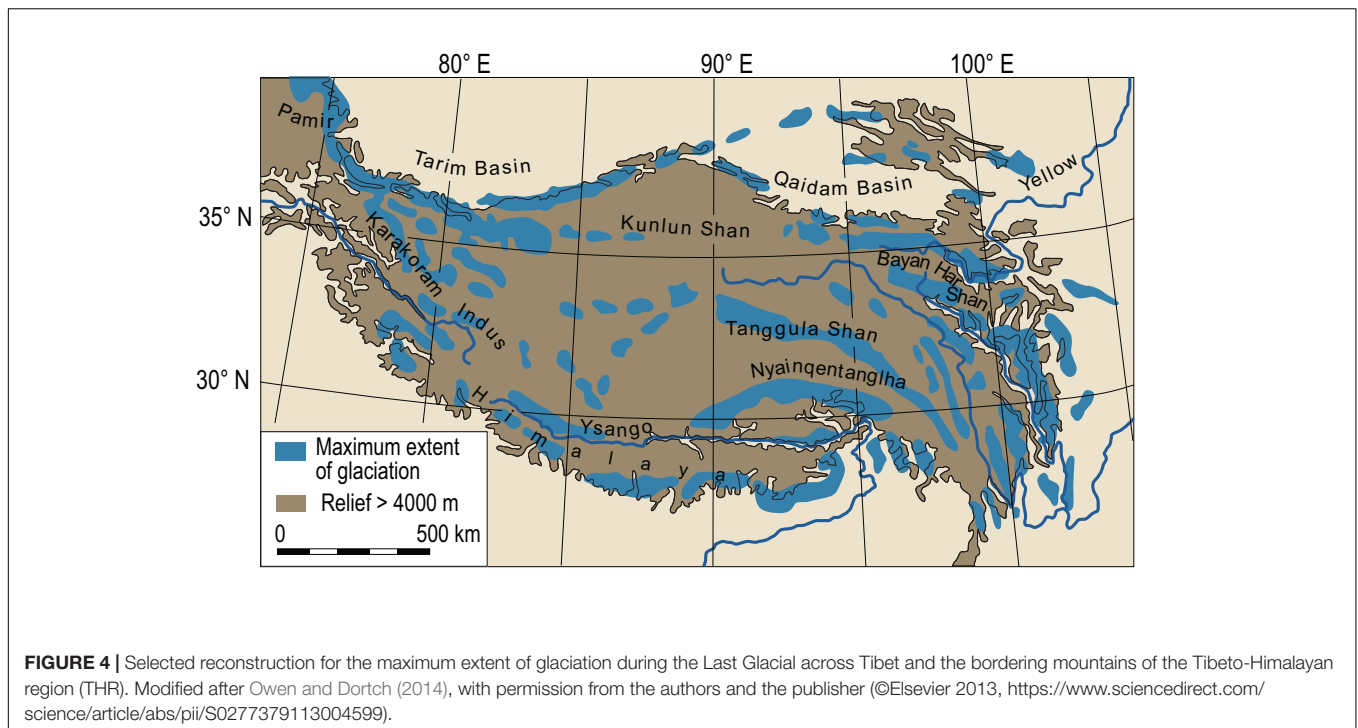 80° E 90° E 100° E
Pamir
Tarim Basin
Qaidam Basin
Yellow
35° N
Kunlun Shan
Karakoram
Bayan Har
Shan
Indus
Tanggula Shan
30° N
Nyainqentanglha
Himalaya
Ysango
Maximum extent
of glaciation
Relief > 4000 m
0 500 km
FIGURE 4 | Selected reconstruction for the maximum extent of glaciation during the Last Glacial across Tibet and the bordering mountains of the Tibeto-Himalayan
region (THR). Modified after Owen and Dortch (2014), with permission from the authors and the publisher (©Elsevier 2013, https://www.sciencedirect.com/
science/article/abs/pii/S0277379113004599).